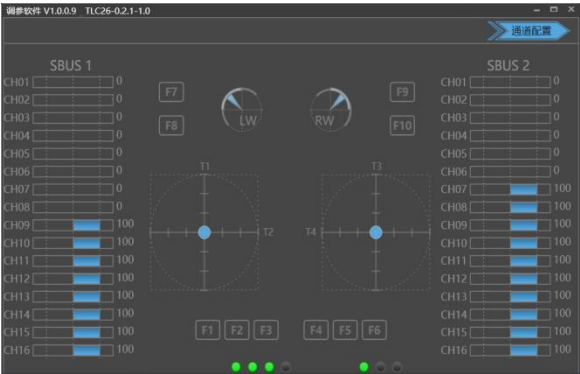 调参软件 V1.0.0.9 TLC26-0.2.1-1.0
通道配置
SBUS 1
CH01 0
CH02 0
CH03 0
CH04 0
CH05 0
CH06 0
CH07 0
CH08 0
CH09 100
CH10 100
CH11 100
CH12 100
CH13 100
CH14 100
CH15 100
CH16 100
F7
F8
LW
RW
F9
F10
T1
T2
T3
T4
F1 F2 F3
F4 F5 F6
SBUS 2
CH01 0
CH02 0
CH03 0
CH04 0
CH05 0
CH06 0
CH07 100
CH08 100
CH09 100
CH10 100
CH11 100
CH12 100
CH13 100
CH14 100
CH15 100
CH16 100